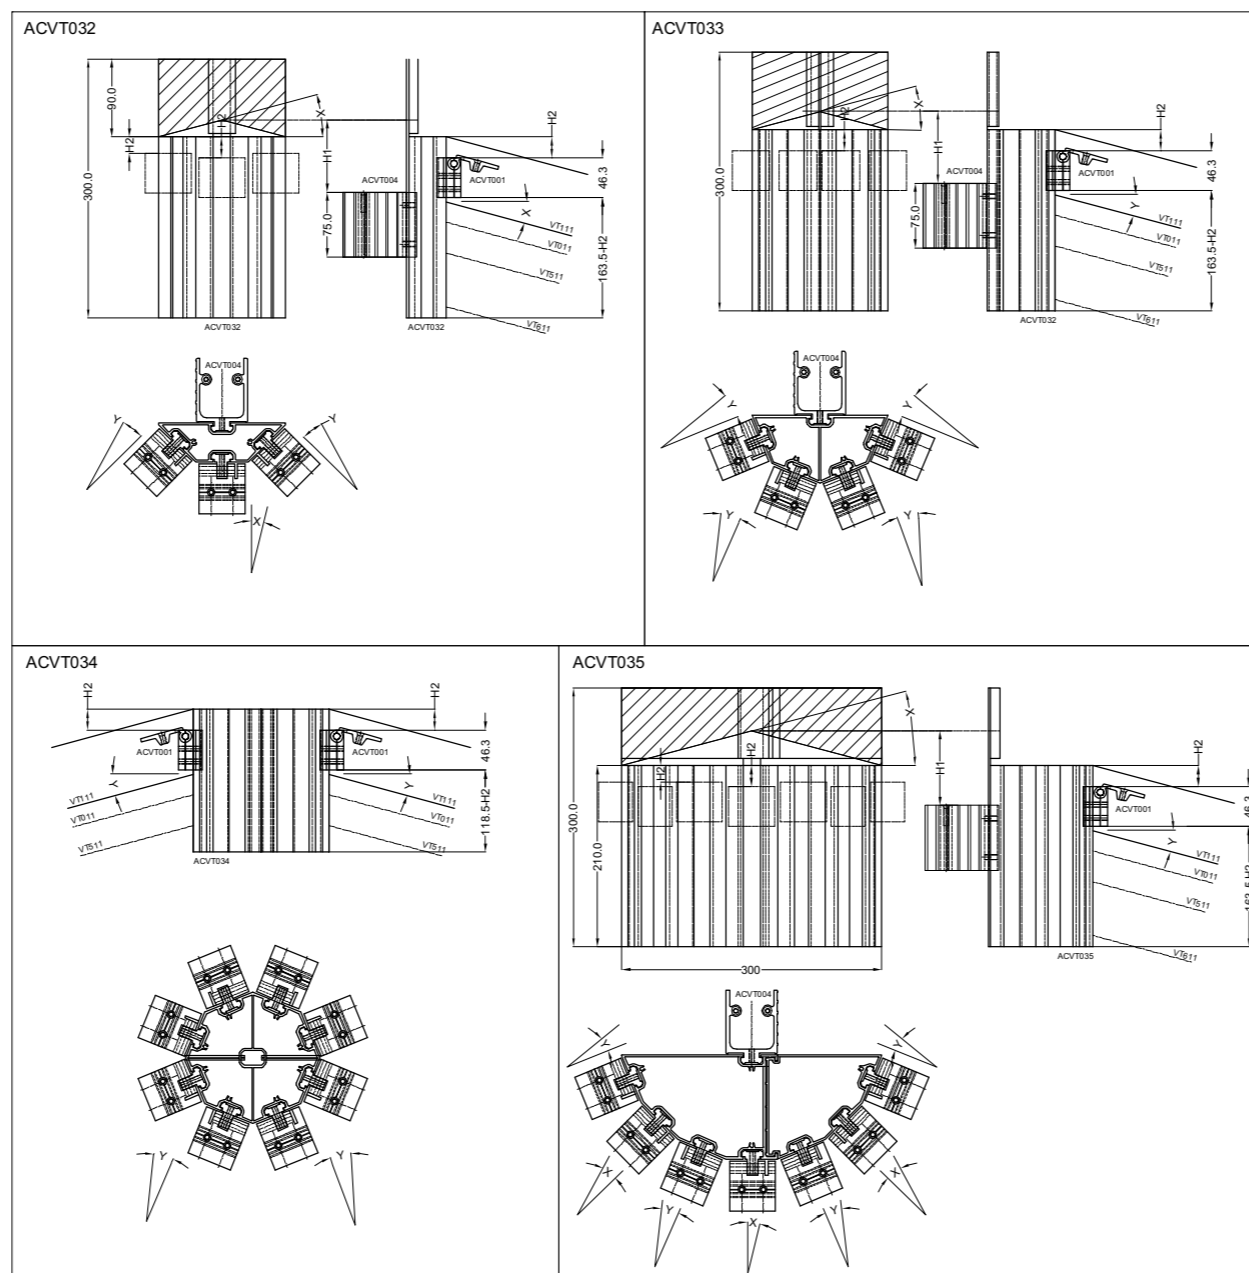 ACVT032
90.0
H2
300.0
H2
X
H1
ACVT004
75.0
H2
ACVT001
46.3
X
VT111
VT011
VT511
163.5-H2
VT611
ACVT032
ACVT032
ACVT004
Y
Y
X
ACVT033
300.0
H2
X
H1
ACVT004
75.0
H2
ACVT001
46.3
Y
VT111
VT011
VT511
163.5-H2
VT611
ACVT032
ACVT004
Y
Y
Y
Y
ACVT034
H2
H2
ACVT001
ACVT001
46.3
Y
Y
VT111
VT011
VT511
VT111
VT011
VT511
118.5-H2
ACVT034
Y
Y
ACVT035
300.0
210.0
H2
H2
X
H1
300
H2
ACVT001
46.3
Y
VT111
VT011
VT511
VT611
ACVT035
ACVT004
Y
Y
X
X
Y
X
Y